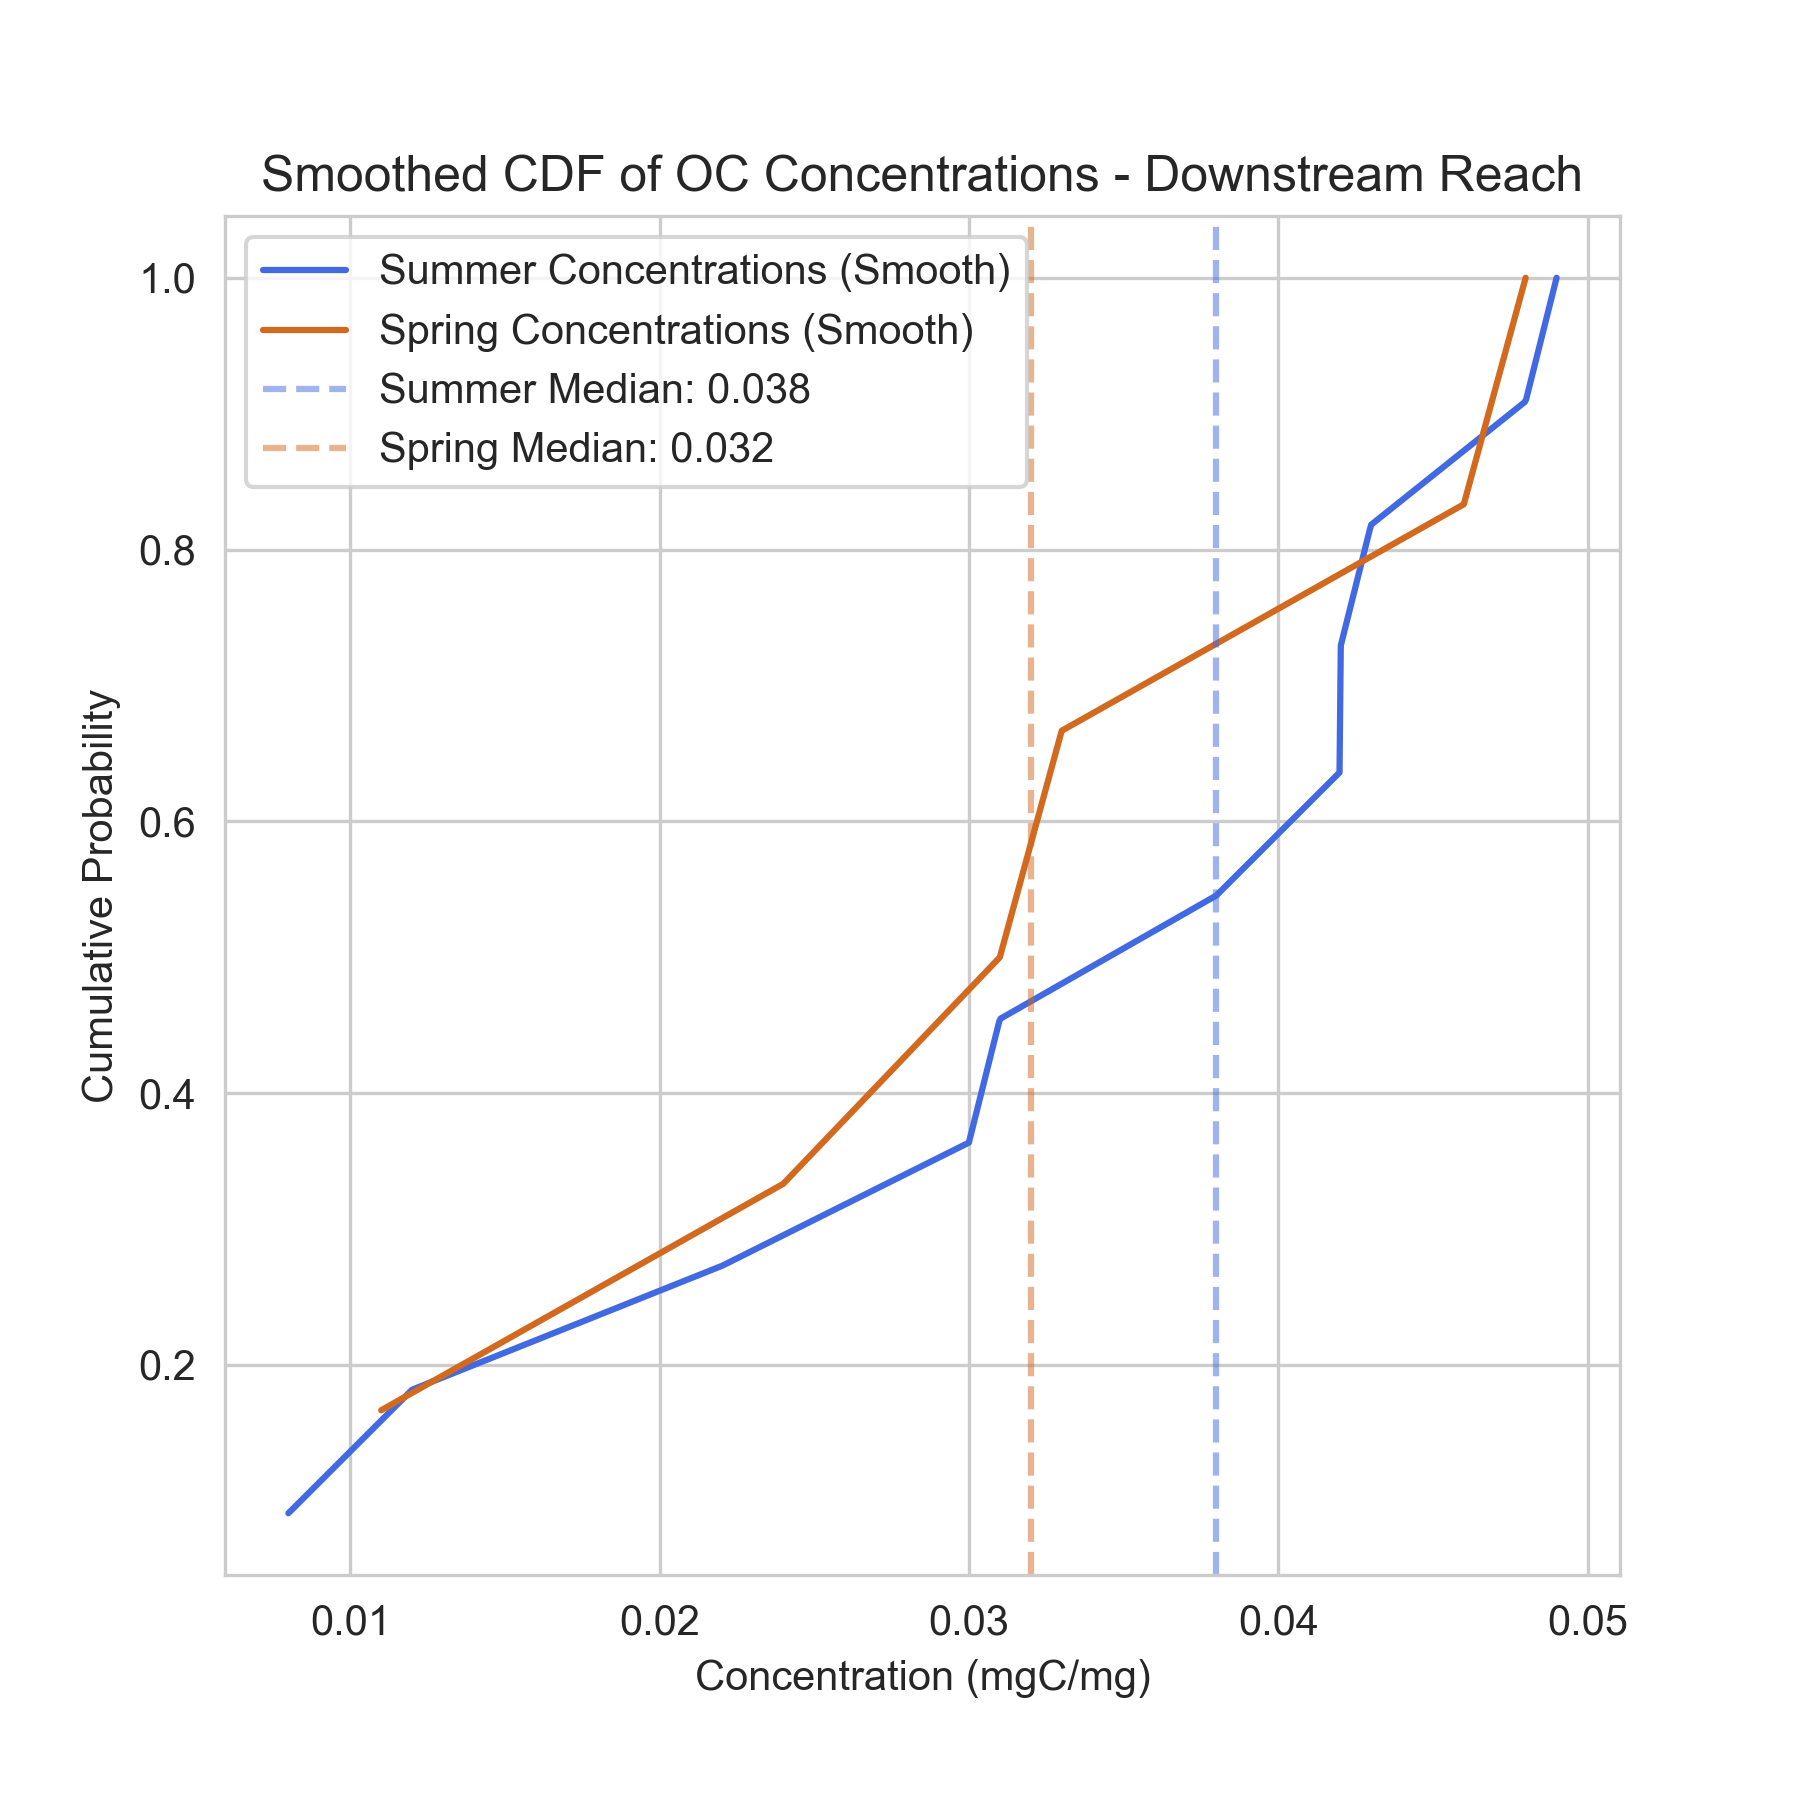 Smoothed CDF of OC Concentrations - Downstream Reach
Summer Concentrations (Smooth)
Spring Concentrations (Smooth)
Summer Median: 0.038
Spring Median: 0.032
1.0
0.8
0.6
0.4
0.2
Cumulative Probability
0.01
0.02
0.03
0.04
0.05
Concentration (mgC/mg)